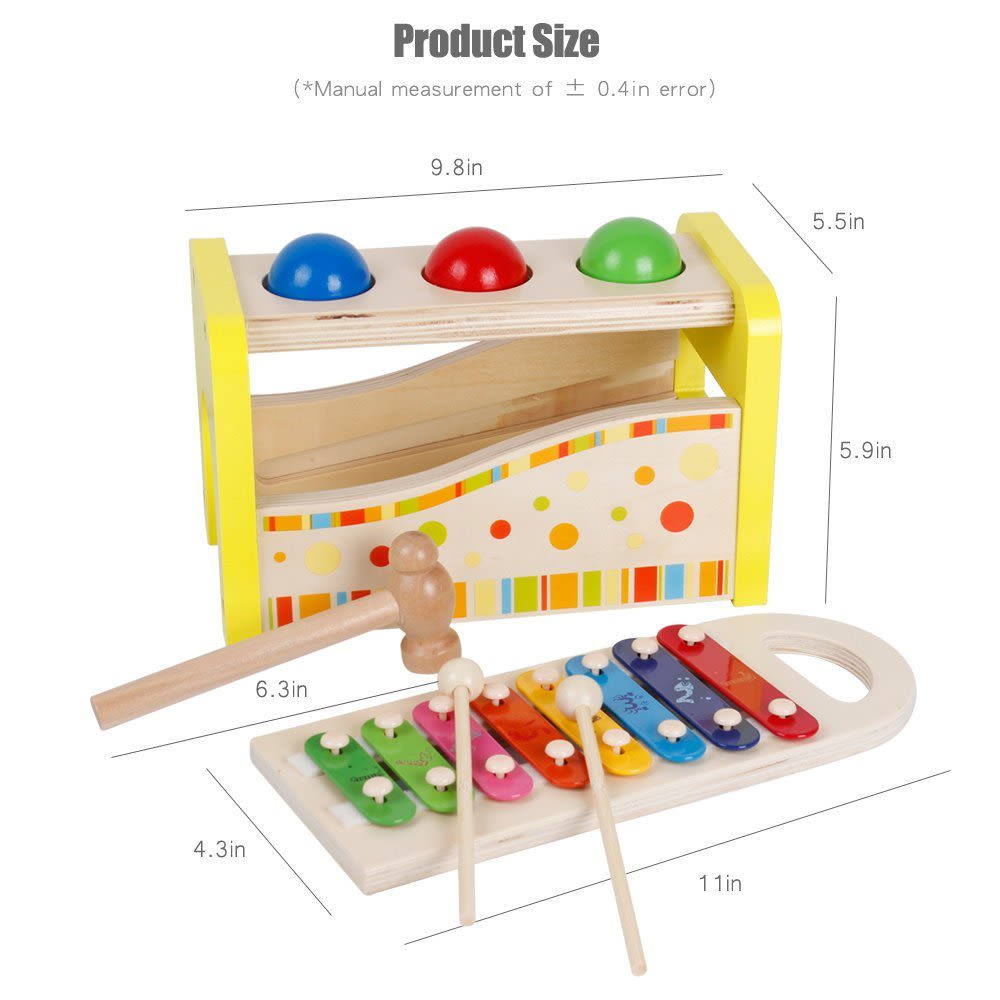 Product Size
(*Manual measurement of ± 0.4in error)
9.8in
5.5in
5.9in
6.3in
4.3in
11in